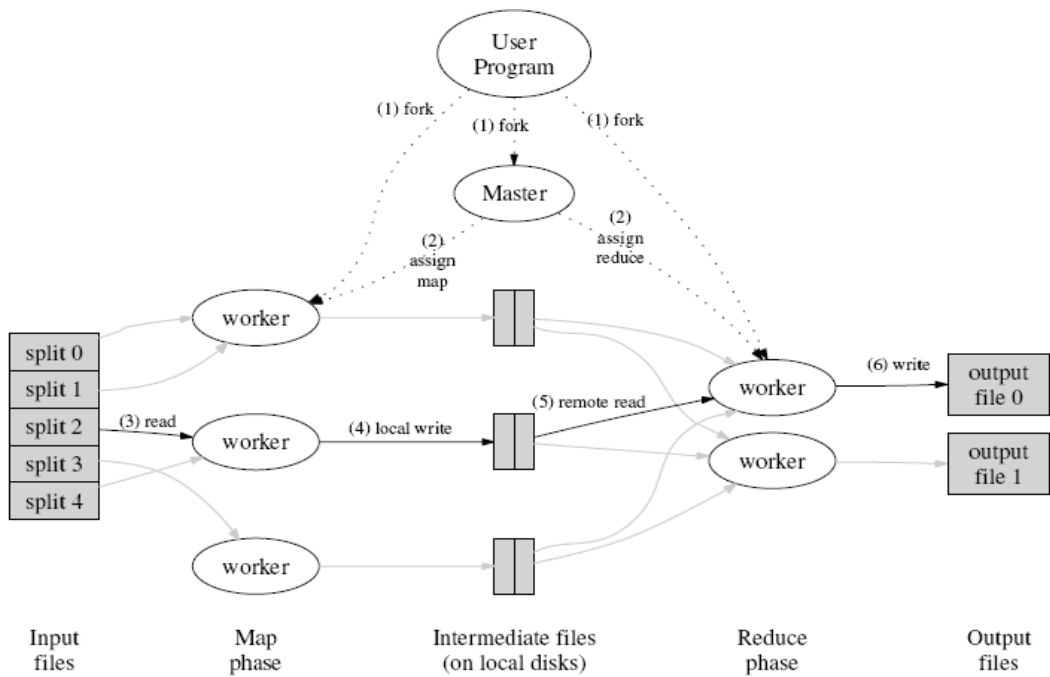 User
Program
(1) fork
(1) fork
(1) fork
Master
(2)
assign
map
(2)
assign
reduce
worker
split 0
split 1
split 2
split 3
split 4
(3) read
worker
(4) local write
(5) remote read
worker
(6) write
output
file 0
worker
output
file 1
worker
Input
files
Map
phase
Intermediate files
(on local disks)
Reduce
phase
Output
files